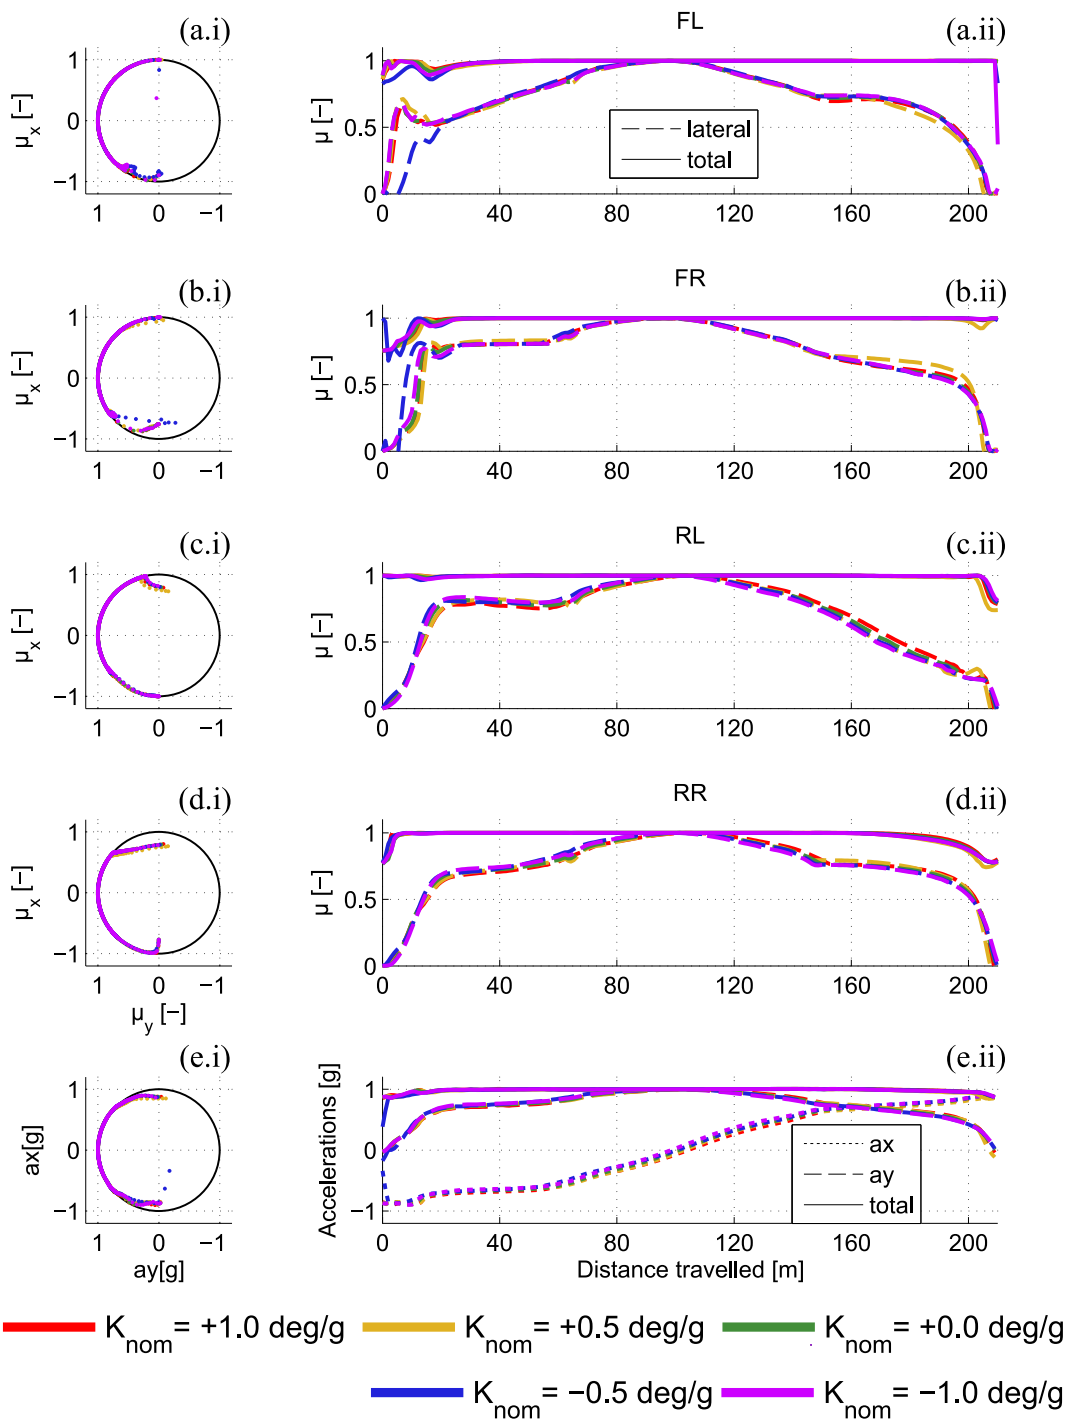 (a.i) FL (a.ii)
1
0
−1
μx [−]
1 0 −1
1
0.5
0
μ [−]
lateral
total
0 40 80 120 160 200
(b.i) FR (b.ii)
1
0
−1
μx [−]
1 0 −1
1
0.5
0
μ [−]
0 40 80 120 160 200
(c.i) RL (c.ii)
1
0
−1
μx [−]
1 0 −1
1
0.5
0
μ [−]
0 40 80 120 160 200
(d.i) RR (d.ii)
1
0
−1
μx [−]
1 0 −1
μy [−]
1
0.5
0
μ [−]
0 40 80 120 160 200
(e.i) (e.ii)
1
0
−1
ax[g]
1 0 −1
ay[g]
1
0
−1
Accelerations [g]
ax
ay
total
0 40 80 120 160 200
Distance travelled [m]
Knom= +1.0 deg/g Knom= +0.5 deg/g Knom= +0.0 deg/g
Knom= −0.5 deg/g Knom= −1.0 deg/g